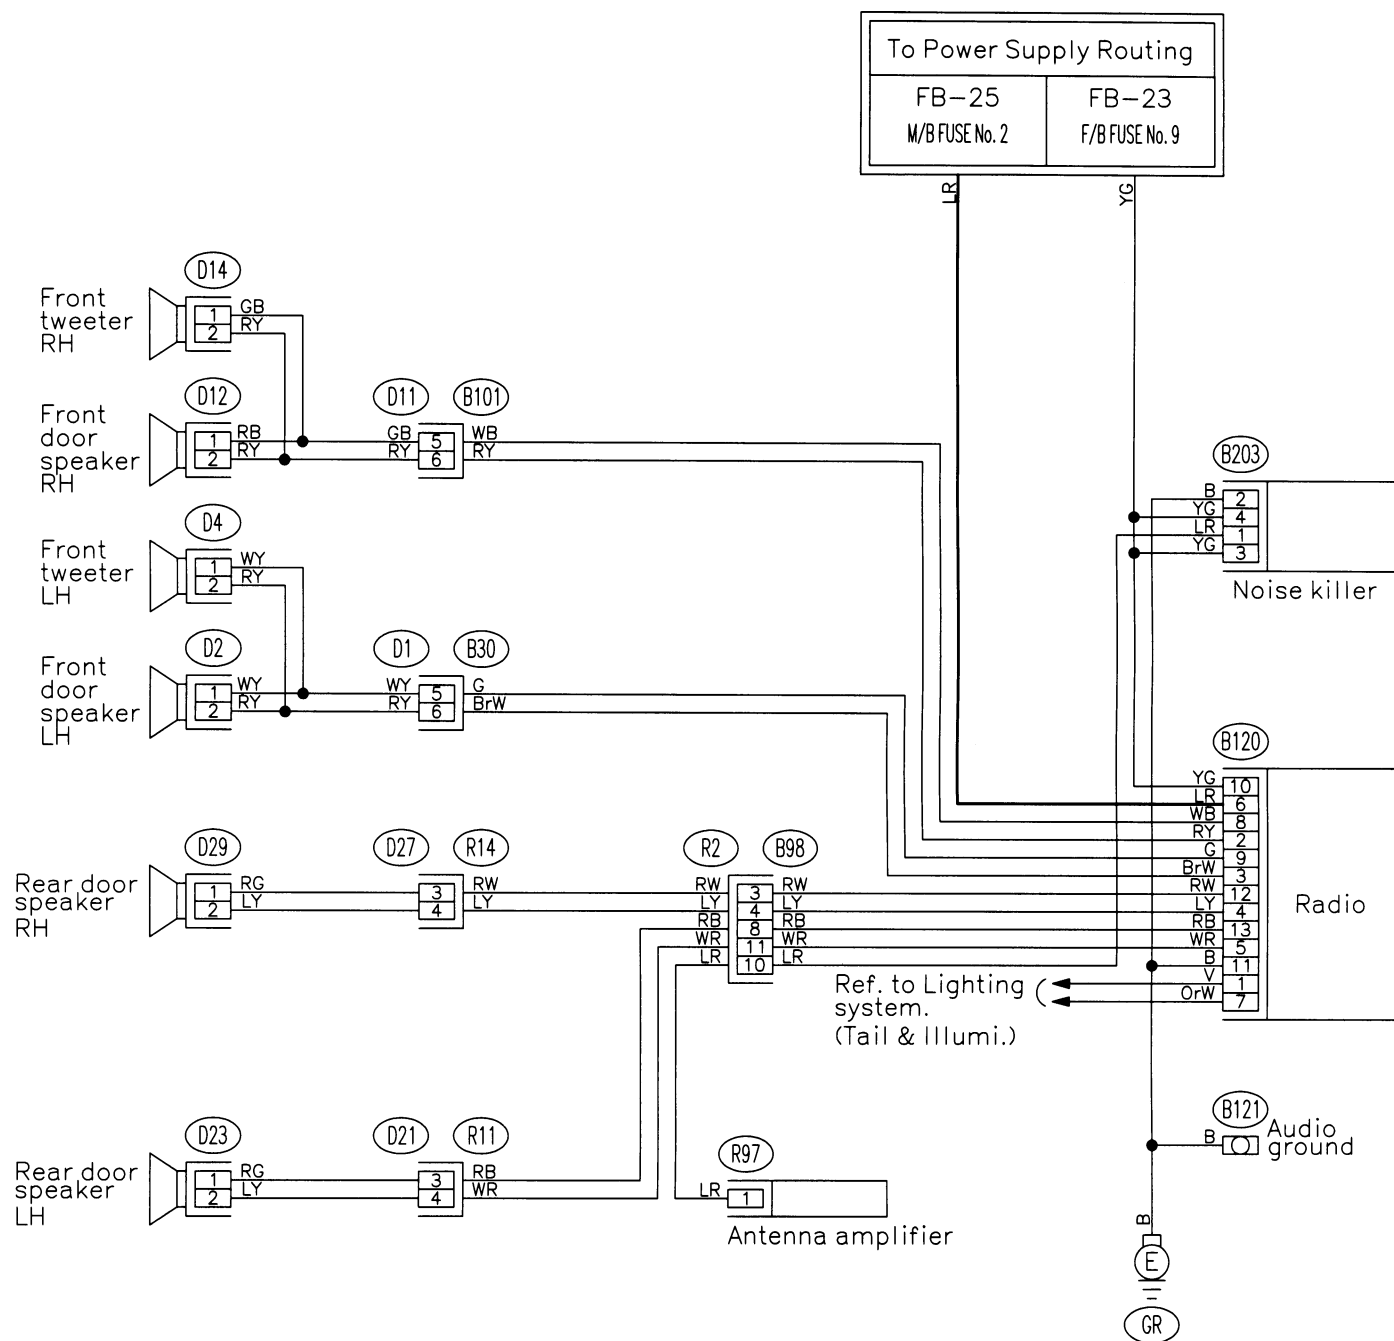 To Power Supply Routing
FB-25
M/B FUSE No. 2
FB-23
F/B FUSE No. 9
LR
YG
D14
Front
tweeter
RH
1 GB
2 RY
D12
D11
B101
Front
door
speaker
RH
1 RB
2 RY
GB 5 WB
RY 6 RY
D4
Front
tweeter
LH
1 WY
2 RY
D2
D1
B30
Front
door
speaker
LH
1 WY
2 RY
WY 5 G
RY 6 BrW
B203
B 2
YG 4
LR 1
YG 3
Noise killer
B120
YG 10
LR 6
WB 8
RY 2
G 9
BrW 3
RW 12
LY 4
RB 13
WR 5
B 11
V 1
OrW 7
Radio
D29
D27
R14
R2
B98
Rear door
speaker
RH
1 RG
2 LY
3 RW
4 LY
RW 3 RW
LY 4 LY
RB 8 RB
WR 11 WR
LR 10 LR
Ref. to Lighting
system.
(Tail & Illumi.)
B121
B
Audio
ground
D23
D21
R11
R97
Rear door
speaker
LH
1 RG
2 LY
3 RB
4 WR
LR 1
Antenna amplifier
B
E
GR